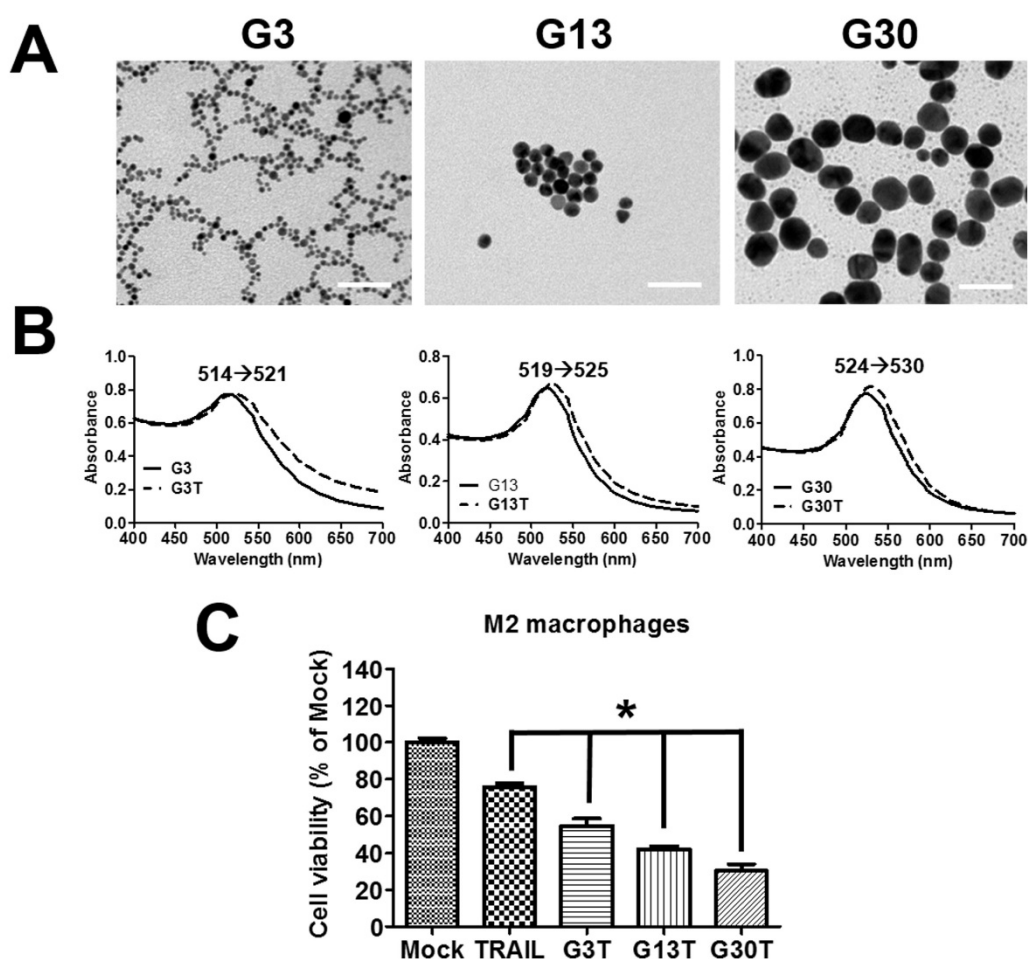 A
G3
G13
G30
B
514→521
1.0
0.8
0.6
0.4
0.2
0.0
Absorbance
G3
G3T
400 450 500 550 600 650 700
Wavelength (nm)
519→525
0.8
0.6
0.4
0.2
0.0
Absorbance
G13
G13T
400 450 500 550 600 650 700
Wavelength (nm)
524→530
1.0
0.8
0.6
0.4
0.2
0.0
Absorbance
G30
G30T
400 450 500 550 600 650 700
Wavelength (nm)
C
M2 macrophages
Cell viability (% of Mock)
140
120
100
80
60
40
20
0
*
Mock TRAIL G3T G13T G30T